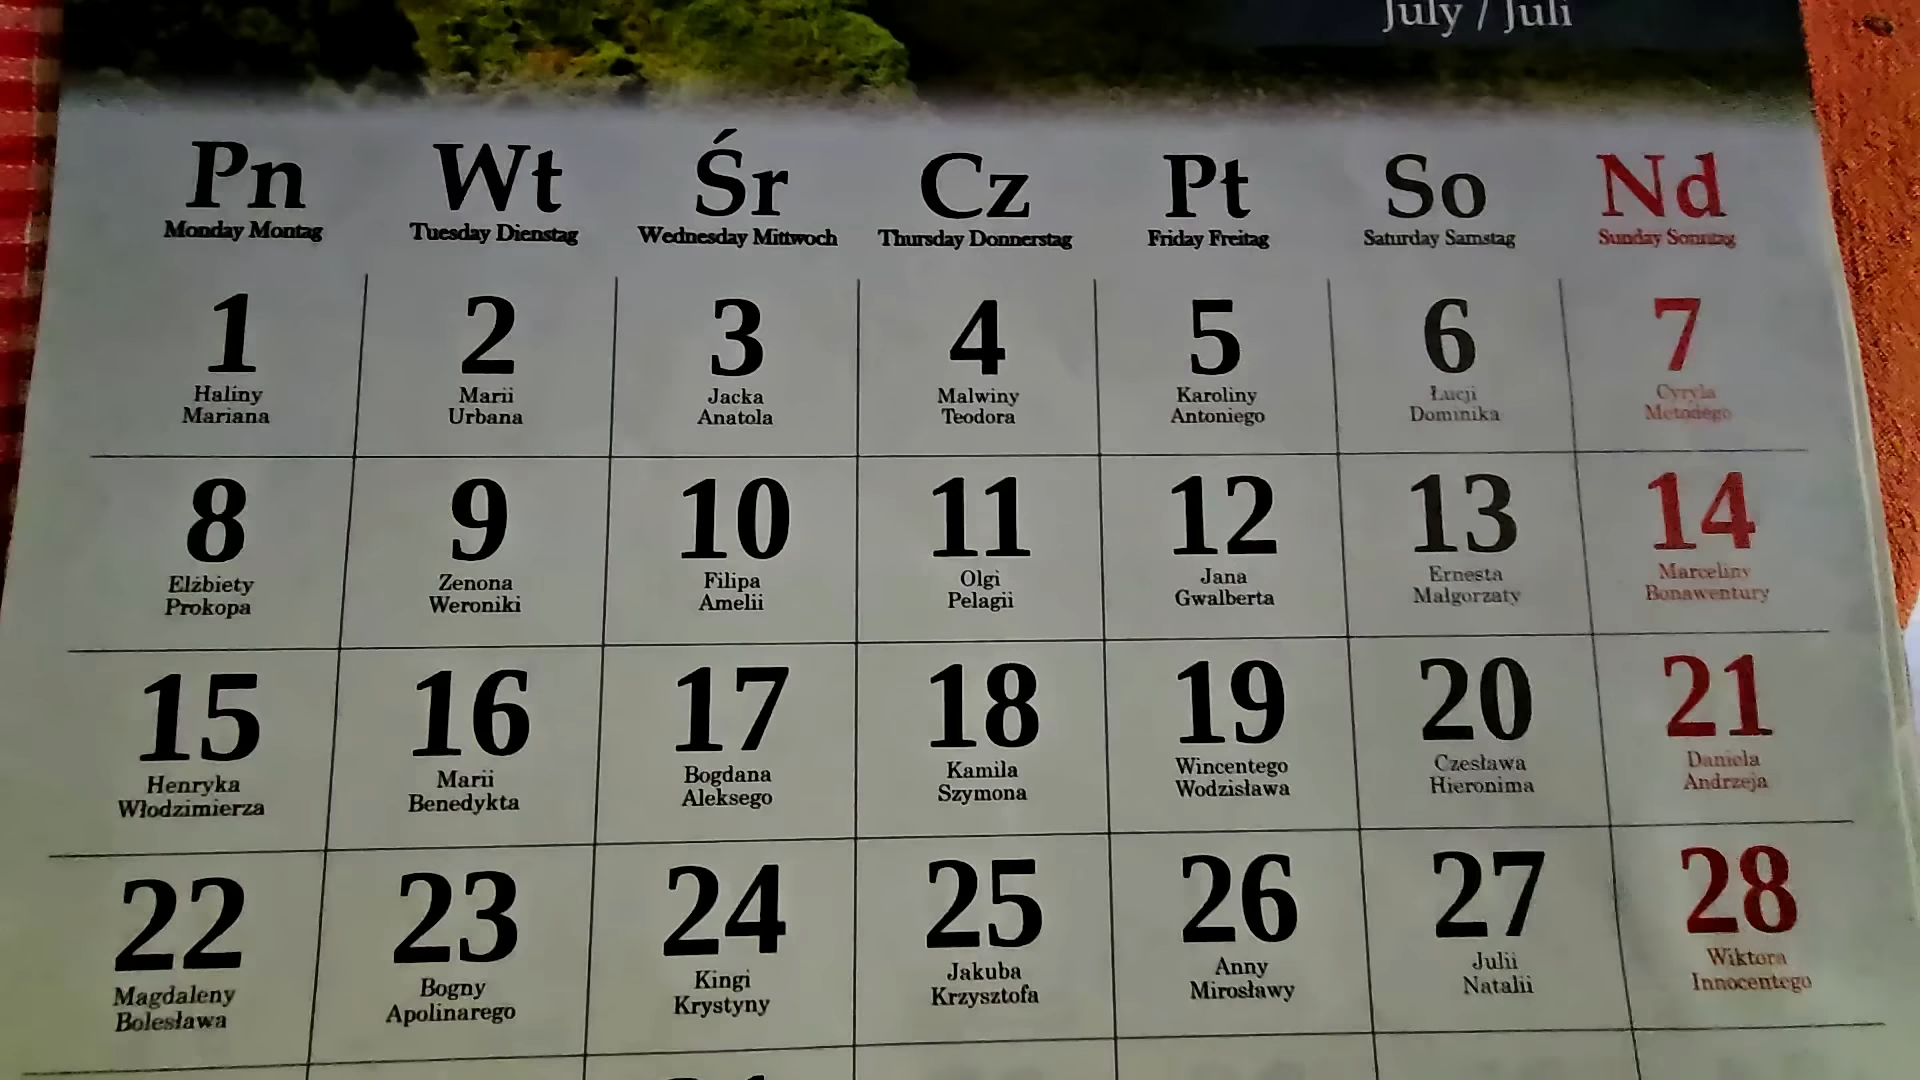 July / Juli
Pn Wt Śr Cz Pt So Nd
Monday Montag Tuesday Dienstag Wednesday Mittwoch Thursday Donnerstag Friday Freitag Saturday Samstag Sunday Sonntag
1 2 3 4 5 6 7
Haliny Marii Jacka Malwiny Karoliny Łucji Cyryla
Mariana Urbana Anatola Teodora Antoniego Dominika Metodego
8 9 10 11 12 13 14
Elżbiety Zenona Filipa Olgi Jana Ernesta Marceliny
Prokopa Weroniki Amelii Pelagii Gwalberta Małgorzaty Bonawentury
15 16 17 18 19 20 21
Henryka Marii Bogdana Kamila Wincentego Czesława Daniela
Włodzimierza Benedykta Aleksego Szymona Wodzisława Hieronima Andrzeja
22 23 24 25 26 27 28
Magdaleny Bogny Kingi Jakuba Anny Julii Wiktora
Bolesława Apolinarego Krystyny Krzysztofa Mirosławy Natalii Innocentego